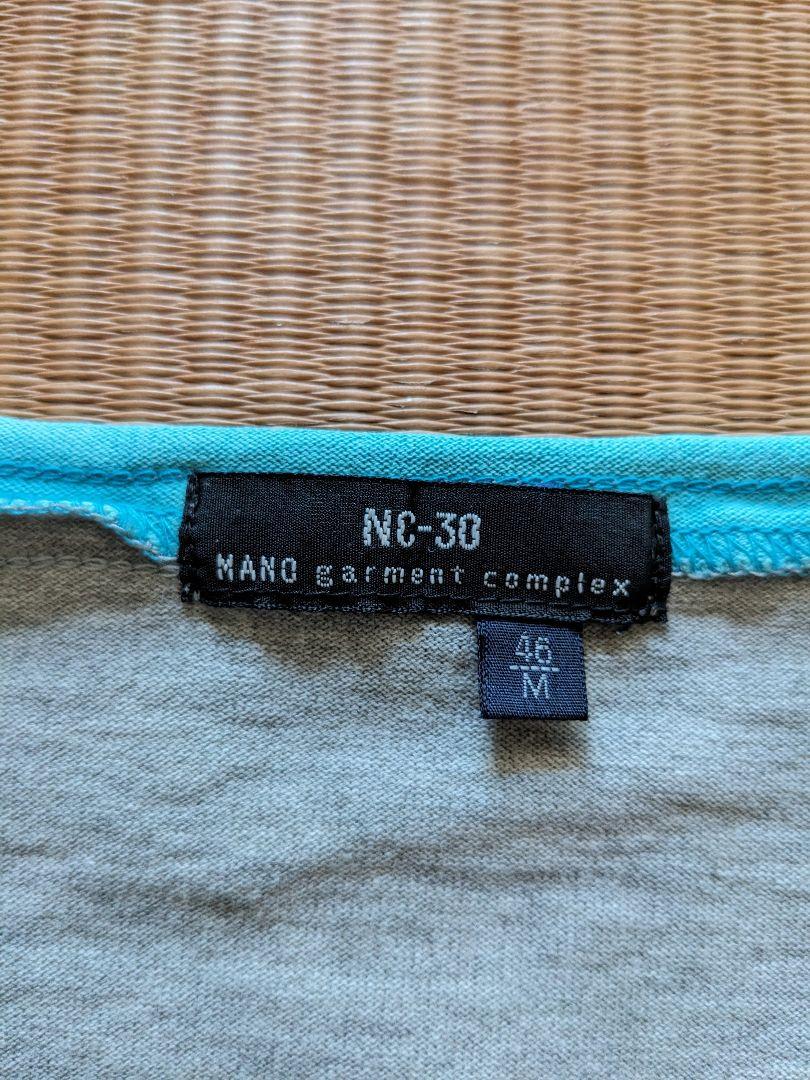 NC-30
MANO garment complex
46
M